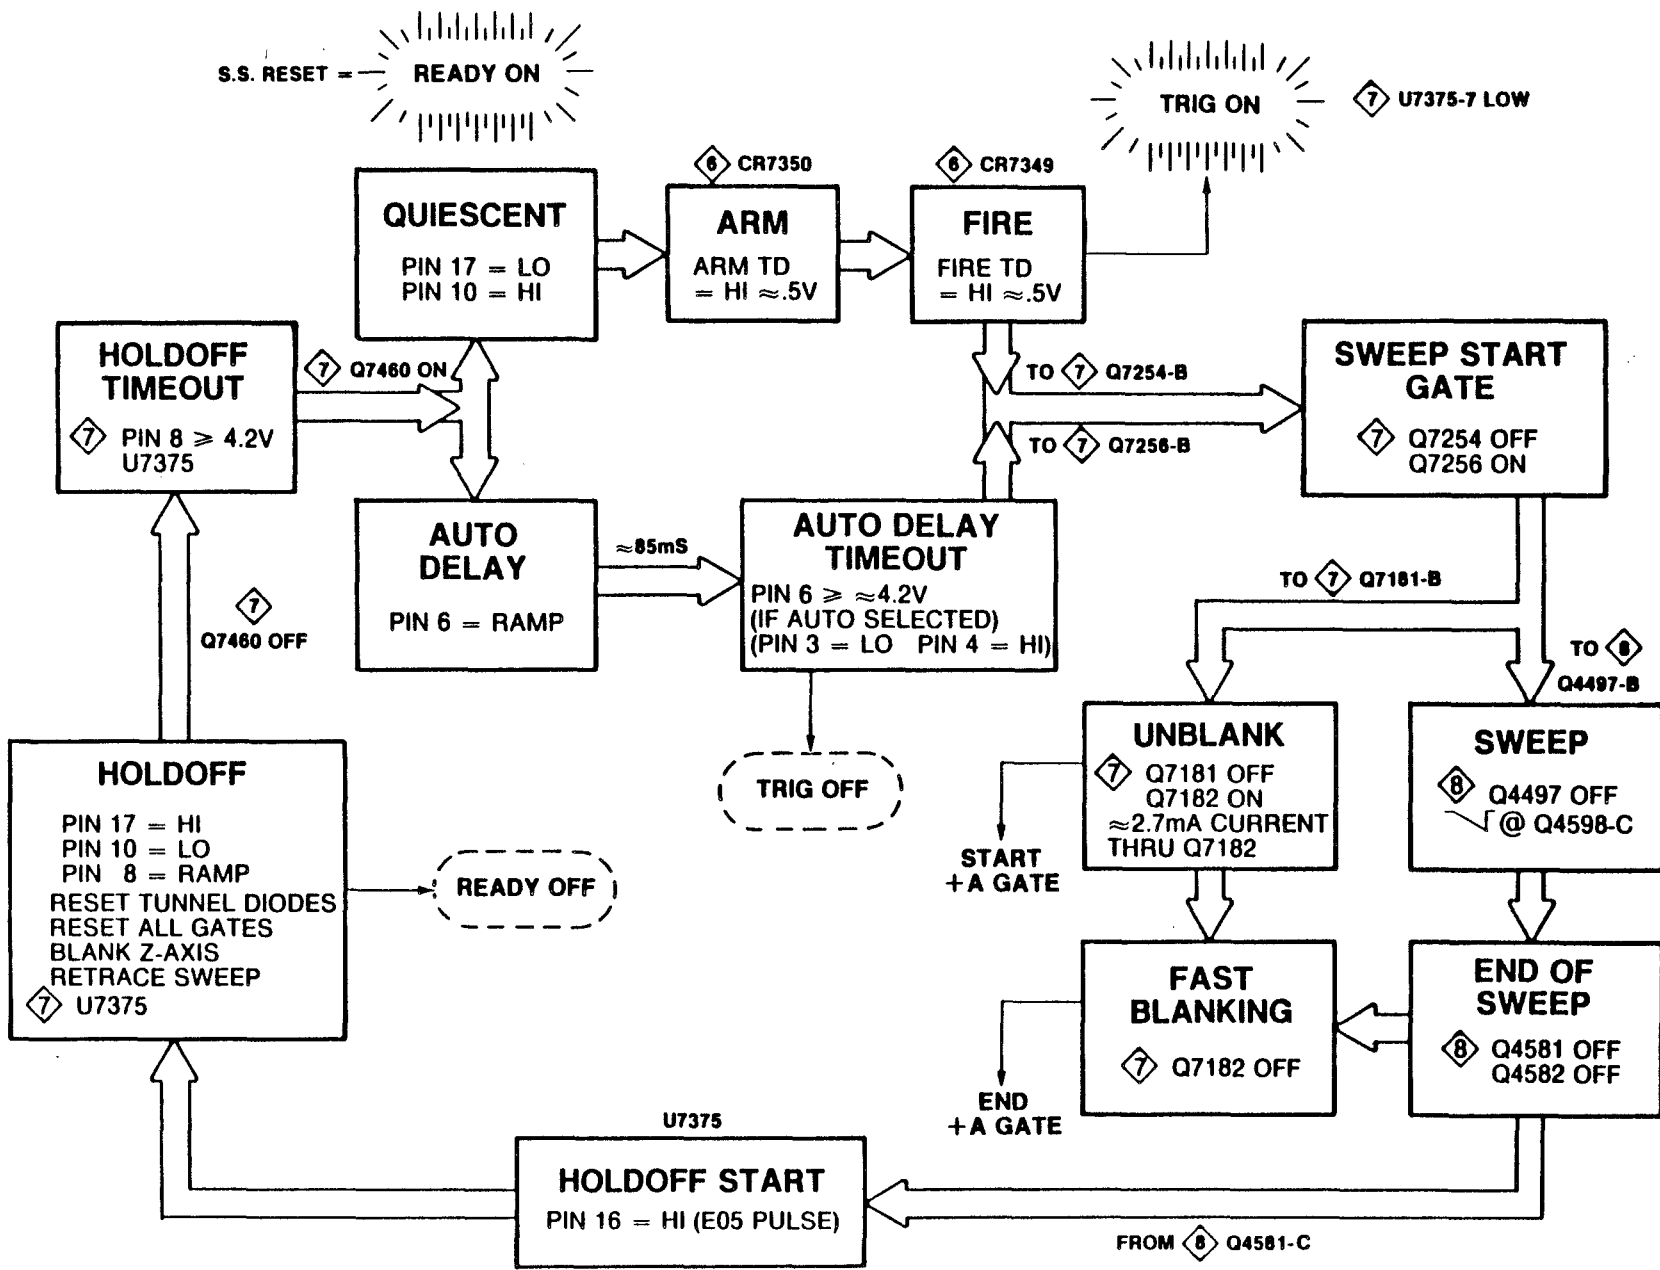 S.S. RESET =
READY ON
TRIG ON
7 U7375-7 LOW
QUIESCENT
PIN 17 = LO
PIN 10 = HI
6 CR7350
ARM
ARM TD
= HI ≈.5V
6 CR7349
FIRE
FIRE TD
= HI ≈.5V
HOLDOFF
TIMEOUT
7 PIN 8 ⩾ 4.2V
U7375
7 Q7460 ON
TO 7 Q7254-B
TO 7 Q7256-B
SWEEP START
GATE
7 Q7254 OFF
Q7256 ON
AUTO
DELAY
PIN 6 = RAMP
≈85mS
AUTO DELAY
TIMEOUT
PIN 6 ⩾ ≈4.2V
(IF AUTO SELECTED)
(PIN 3 = LO PIN 4 = HI)
TRIG OFF
7
Q7460 OFF
TO 7 Q7181-B
TO 8
Q4497-B
HOLDOFF
PIN 17 = HI
PIN 10 = LO
PIN 8 = RAMP
RESET TUNNEL DIODES
RESET ALL GATES
BLANK Z-AXIS
RETRACE SWEEP
7 U7375
READY OFF
UNBLANK
7 Q7181 OFF
Q7182 ON
≈2.7mA CURRENT
THRU Q7182
START
+A GATE
SWEEP
8 Q4497 OFF
@ Q4598-C
FAST
BLANKING
7 Q7182 OFF
END
+A GATE
END OF
SWEEP
8 Q4581 OFF
Q4582 OFF
U7375
HOLDOFF START
PIN 16 = HI (E05 PULSE)
FROM 8 Q4581-C